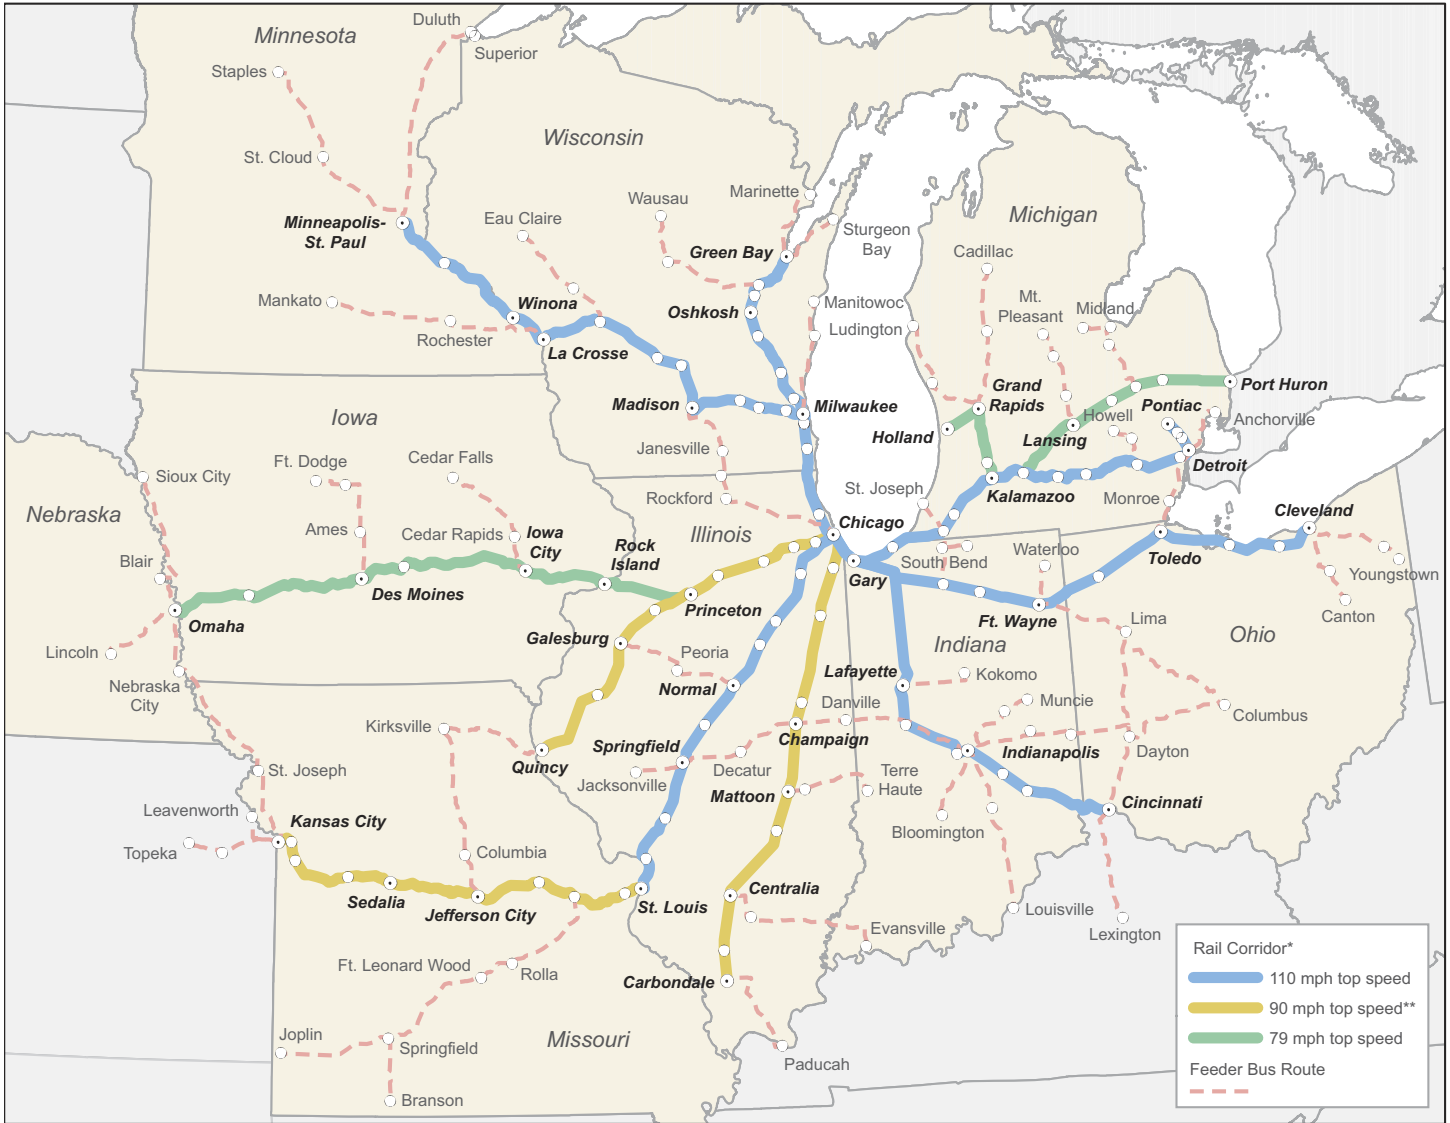 Duluth
Minnesota
Superior
Staples
Wisconsin
St. Cloud
Marinette
Wausau
Michigan
Eau Claire
Minneapolis-
St. Paul
Sturgeon
Bay
Green Bay
Cadillac
Mankato
Winona
Manitowoc
Mt.
Pleasant
Midland
Oshkosh
Ludington
Rochester
La Crosse
Grand
Rapids
Port Huron
Madison
Milwaukee
Pontiac
Iowa
Howell
Anchorville
Holland
Lansing
Janesville
Ft. Dodge
Cedar Falls
Detroit
Sioux City
St. Joseph
Kalamazoo
Rockford
Monroe
Nebraska
Cleveland
Chicago
Ames
Cedar Rapids
Iowa
City
Illinois
Rock
Island
Waterloo
South Bend
Toledo
Blair
Gary
Youngstown
Des Moines
Princeton
Canton
Omaha
Ft. Wayne
Lima
Galesburg
Indiana
Ohio
Lincoln
Peoria
Lafayette
Kokomo
Nebraska
City
Normal
Muncie
Danville
Columbus
Kirksville
Champaign
Springfield
Indianapolis
Dayton
Quincy
Decatur
St. Joseph
Jacksonville
Terre
Haute
Mattoon
Cincinnati
Leavenworth
Kansas City
Bloomington
Topeka
Columbia
Centralia
Sedalia
St. Louis
Louisville
Jefferson City
Evansville
Lexington
Rail Corridor*
110 mph top speed
90 mph top speed**
79 mph top speed
Feeder Bus Route
Ft. Leonard Wood
Rolla
Carbondale
Joplin
Springfield
Missouri
Paducah
Branson